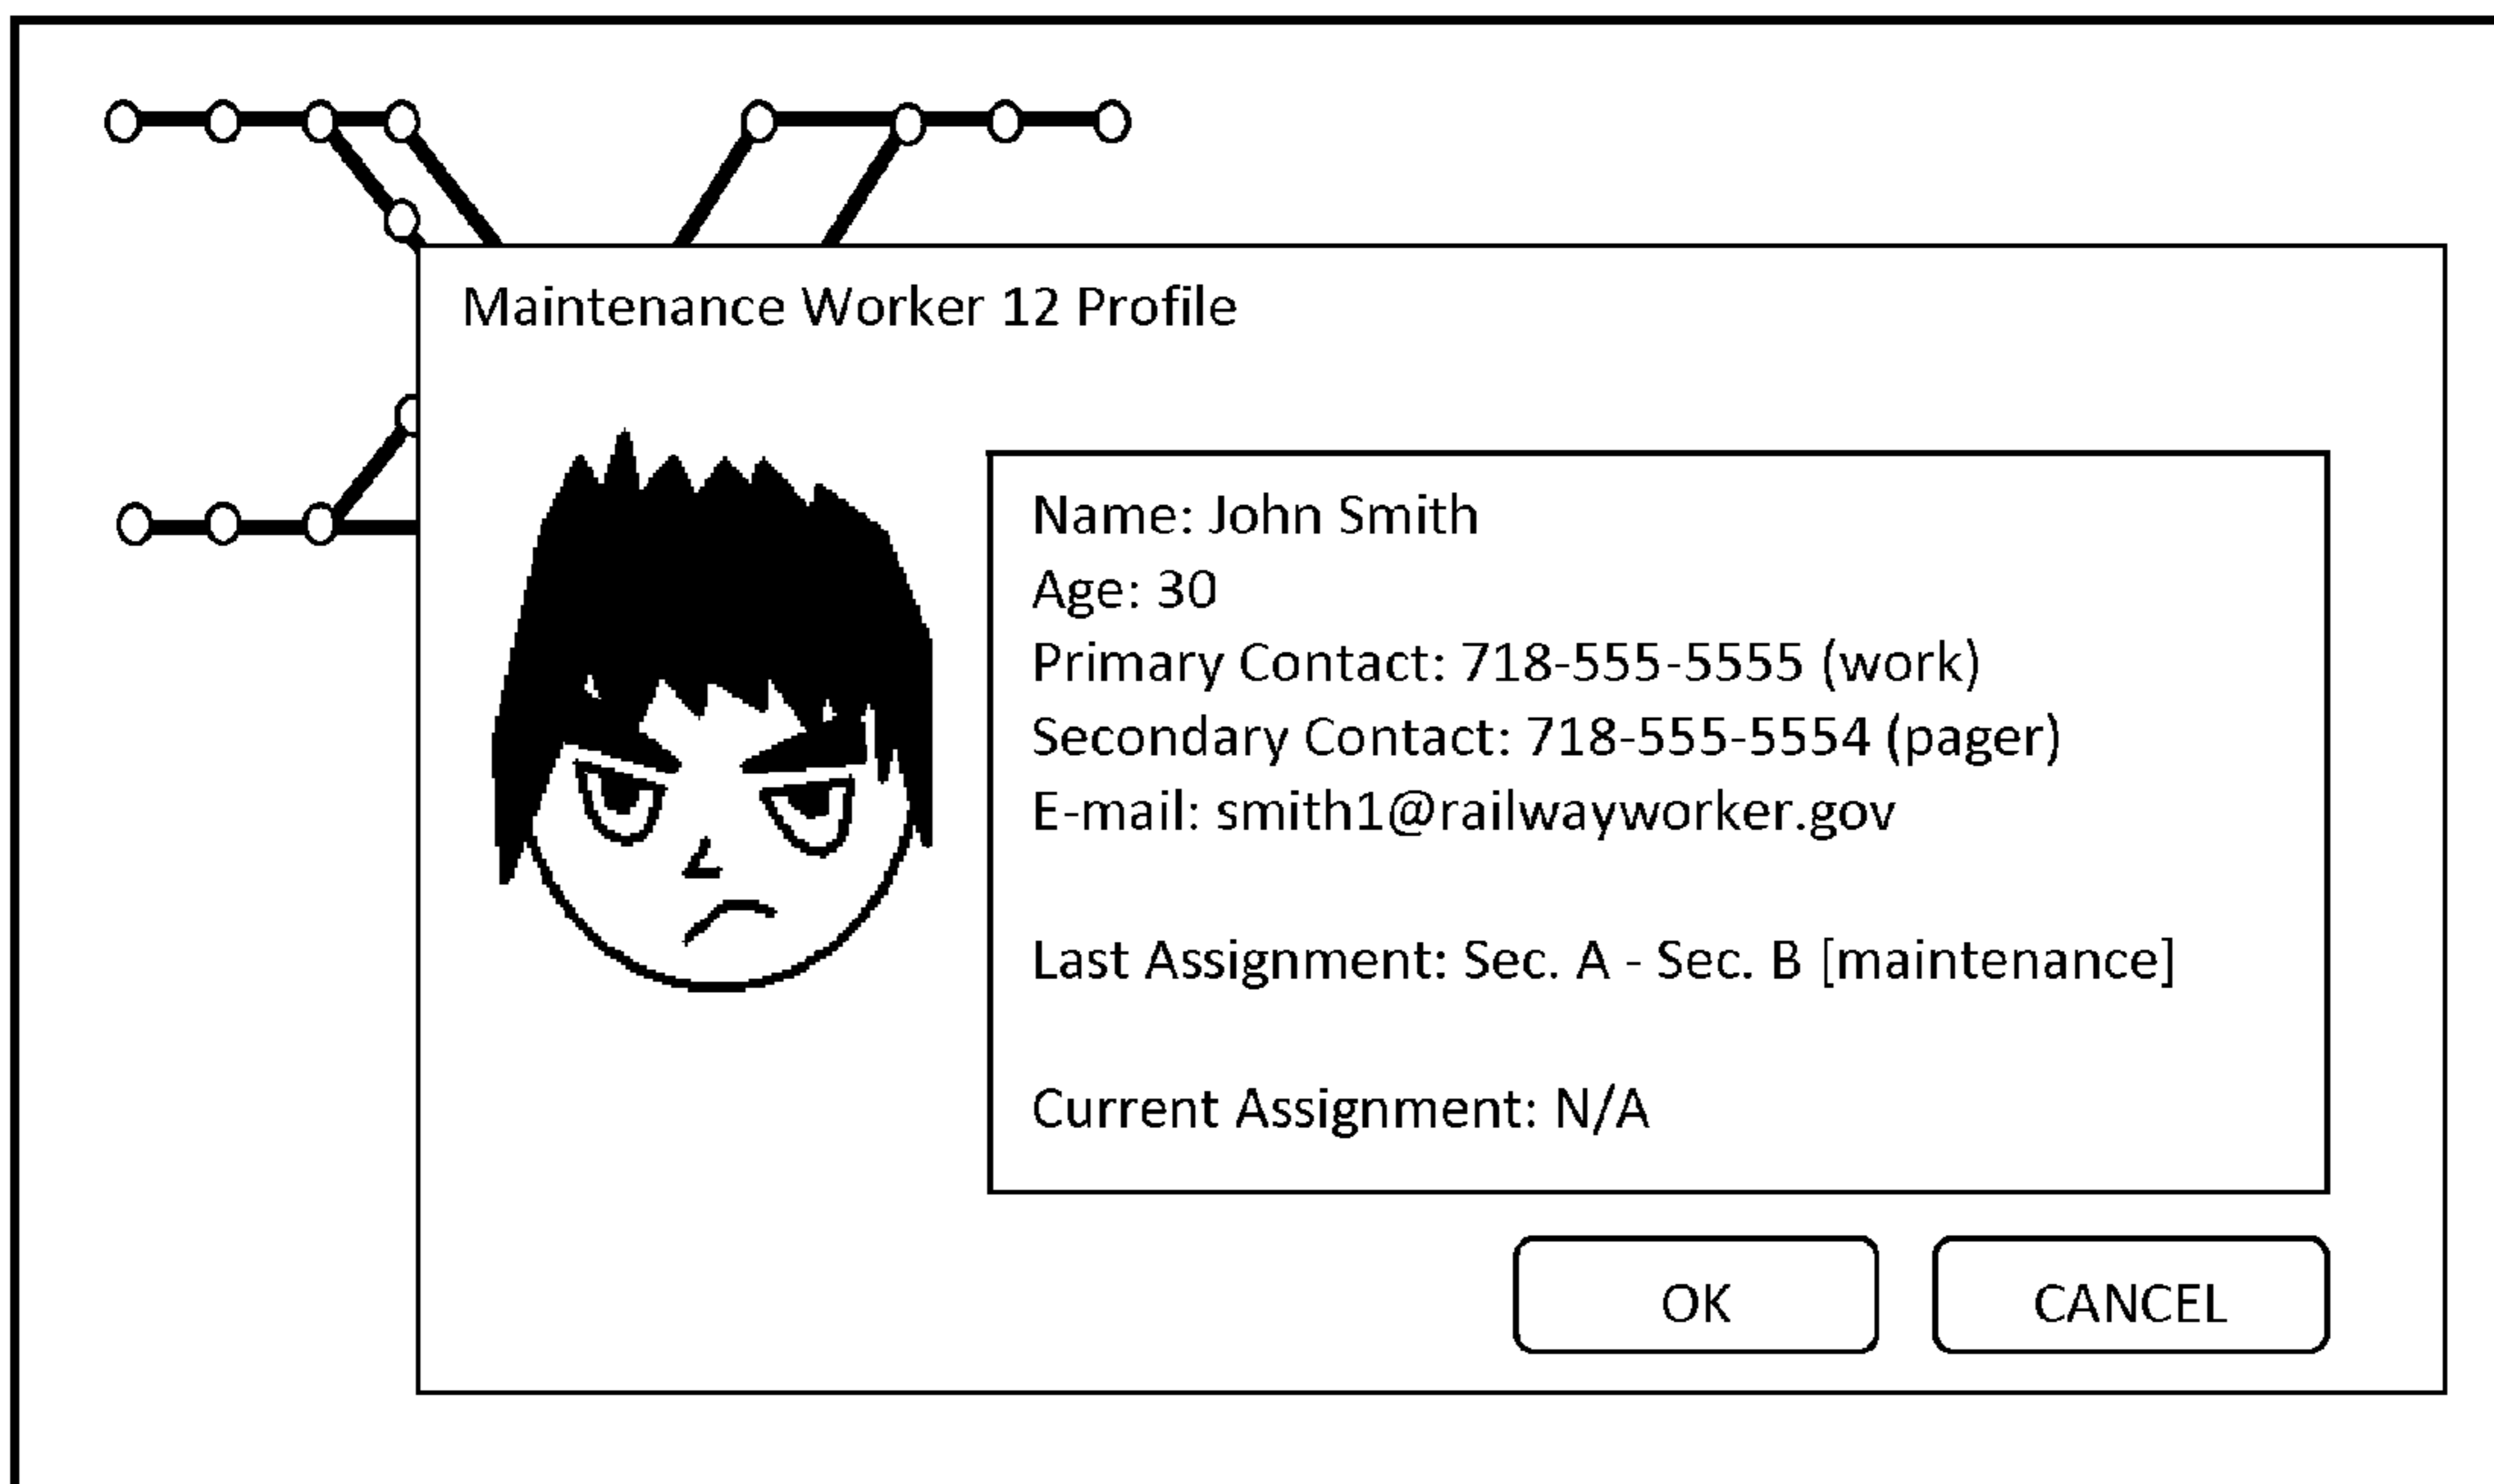 Maintenance Worker 12 Profile
Name: John Smith
Age: 30
Primary Contact: 718-555-5555 (work)
Secondary Contact: 718-555-5554 (pager)
E-mail: smith1@railwayworker.gov
Last Assignment: Sec. A - Sec. B [maintenance]
Current Assignment: N/A
OK
CANCEL